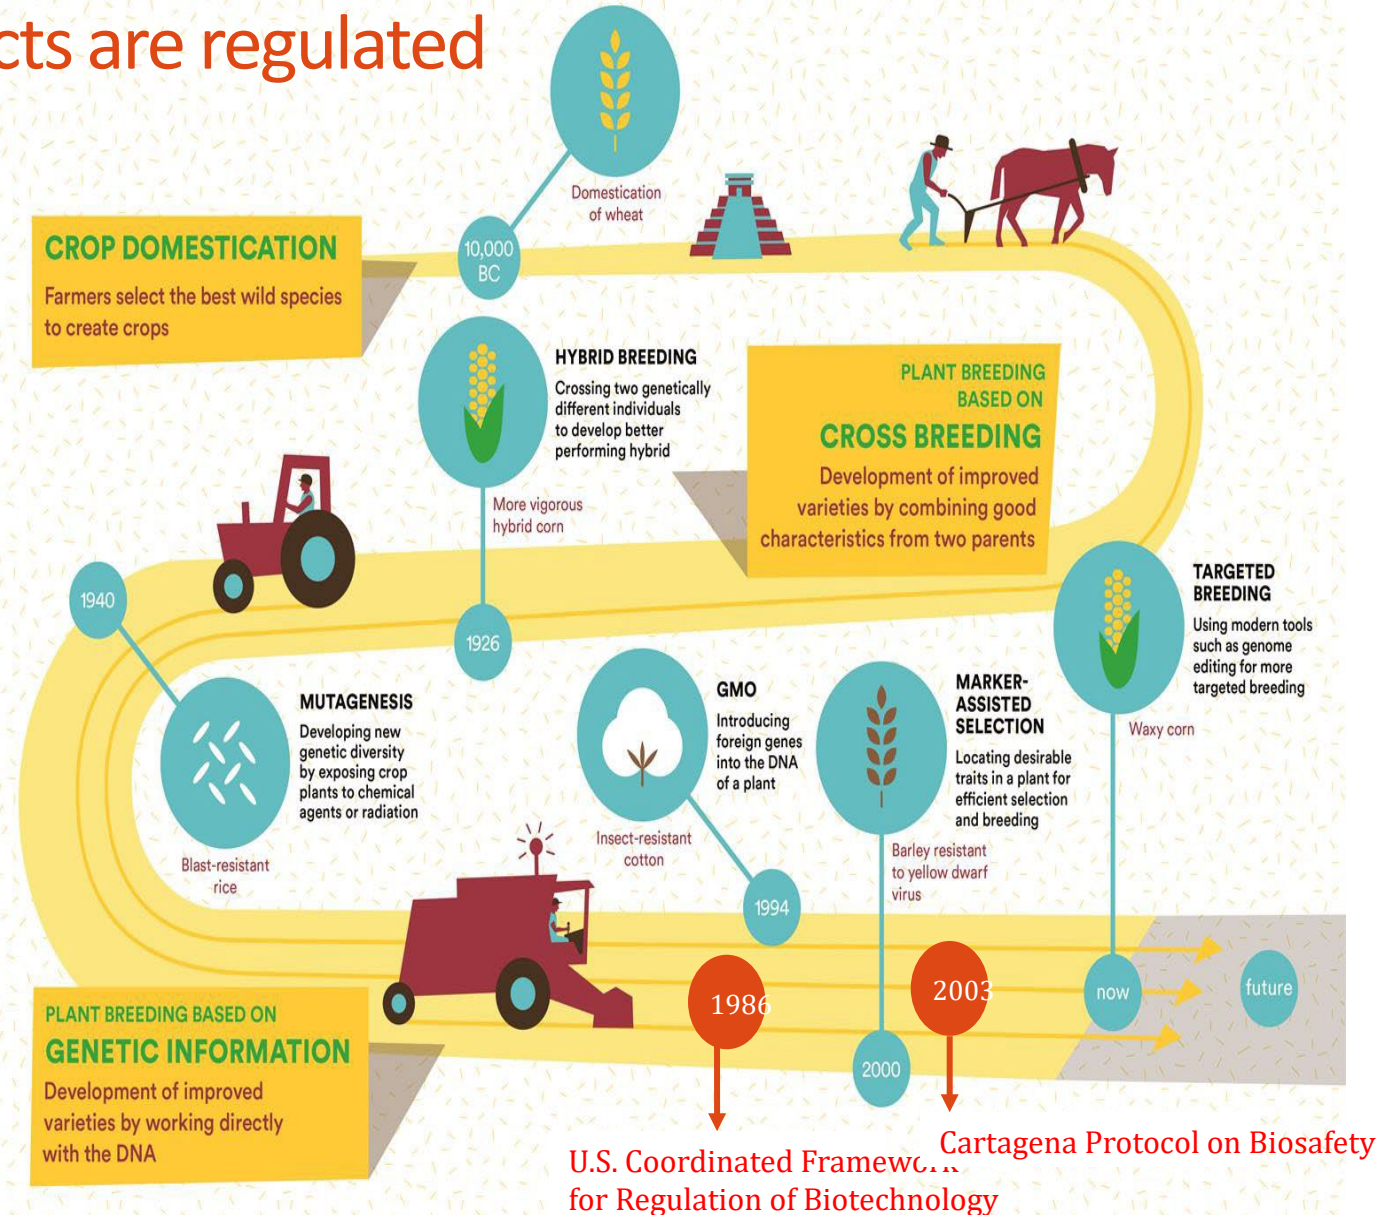 cts are regulated
Domestication
of wheat
10,000
BC
CROP DOMESTICATION
Farmers select the best wild species
to create crops
HYBRID BREEDING
Crossing two genetically
different individuals
to develop better
performing hybrid
More vigorous
hybrid corn
1926
PLANT BREEDING
BASED ON
CROSS BREEDING
Development of improved
varieties by combining good
characteristics from two parents
1940
MUTAGENESIS
Developing new
genetic diversity
by exposing crop
plants to chemical
agents or radiation
Blast-resistant
rice
GMO
Introducing
foreign genes
into the DNA
of a plant
Insect-resistant
cotton
1994
MARKER-
ASSISTED
SELECTION
Locating desirable
traits in a plant for
efficient selection
and breeding
Barley resistant
to yellow dwarf
virus
2000
TARGETED
BREEDING
Using modern tools
such as genome
editing for more
targeted breeding
Waxy corn
now
future
PLANT BREEDING BASED ON
GENETIC INFORMATION
Development of improved
varieties by working directly
with the DNA
1986
2003
U.S. Coordinated Framework
for Regulation of Biotechnology
Cartagena Protocol on Biosafety